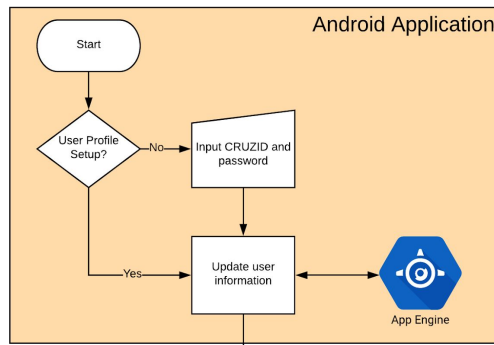 Android Application
Start
User Profile
Setup?
No
Input CRUZID and
password
Yes
Update user
information
App Engine